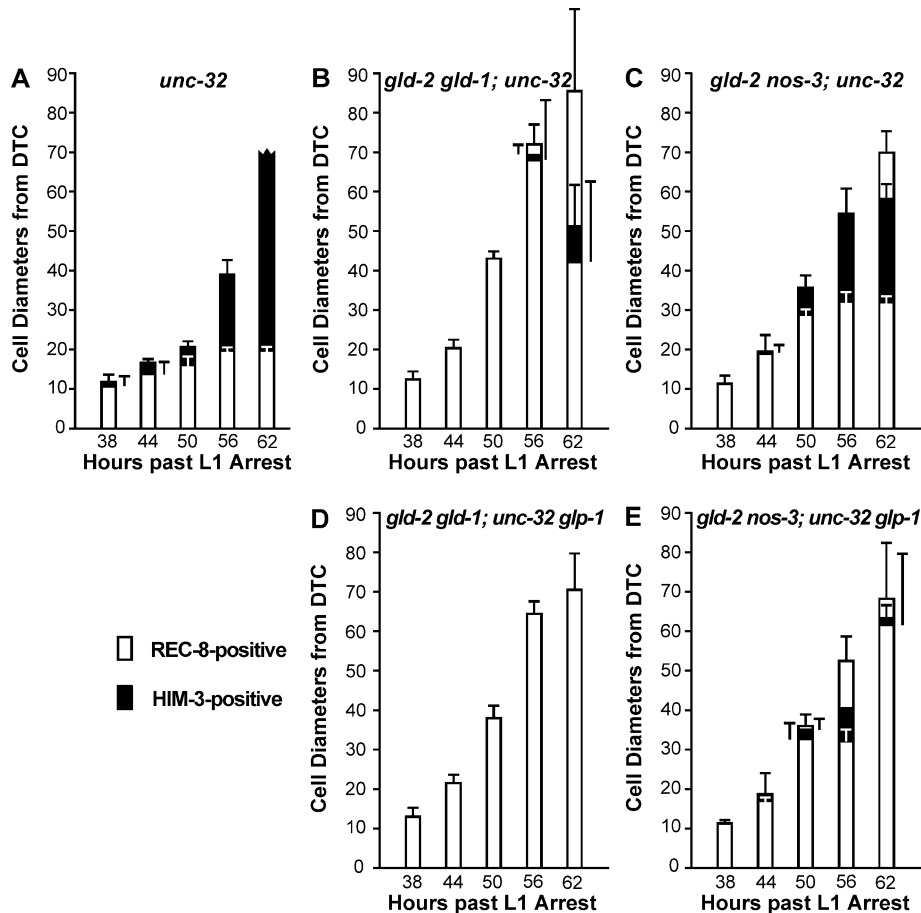 A
unc-32
90
80
70
60
50
40
30
20
10
0
Cell Diameters from DTC
38 44 50 56 62
Hours past L1 Arrest
B
gld-2 gld-1; unc-32
90
80
70
60
50
40
30
20
10
0
Cell Diameters from DTC
38 44 50 56 62
Hours past L1 Arrest
C
gld-2 nos-3; unc-32
90
80
70
60
50
40
30
20
10
0
Cell Diameters from DTC
38 44 50 56 62
Hours past L1 Arrest
REC-8-positive
HIM-3-positive
D
gld-2 gld-1; unc-32 glp-1
90
80
70
60
50
40
30
20
10
0
Cell Diameters from DTC
38 44 50 56 62
Hours past L1 Arrest
E
gld-2 nos-3; unc-32 glp-1
90
80
70
60
50
40
30
20
10
0
Cell Diameters from DTC
38 44 50 56 62
Hours past L1 Arrest